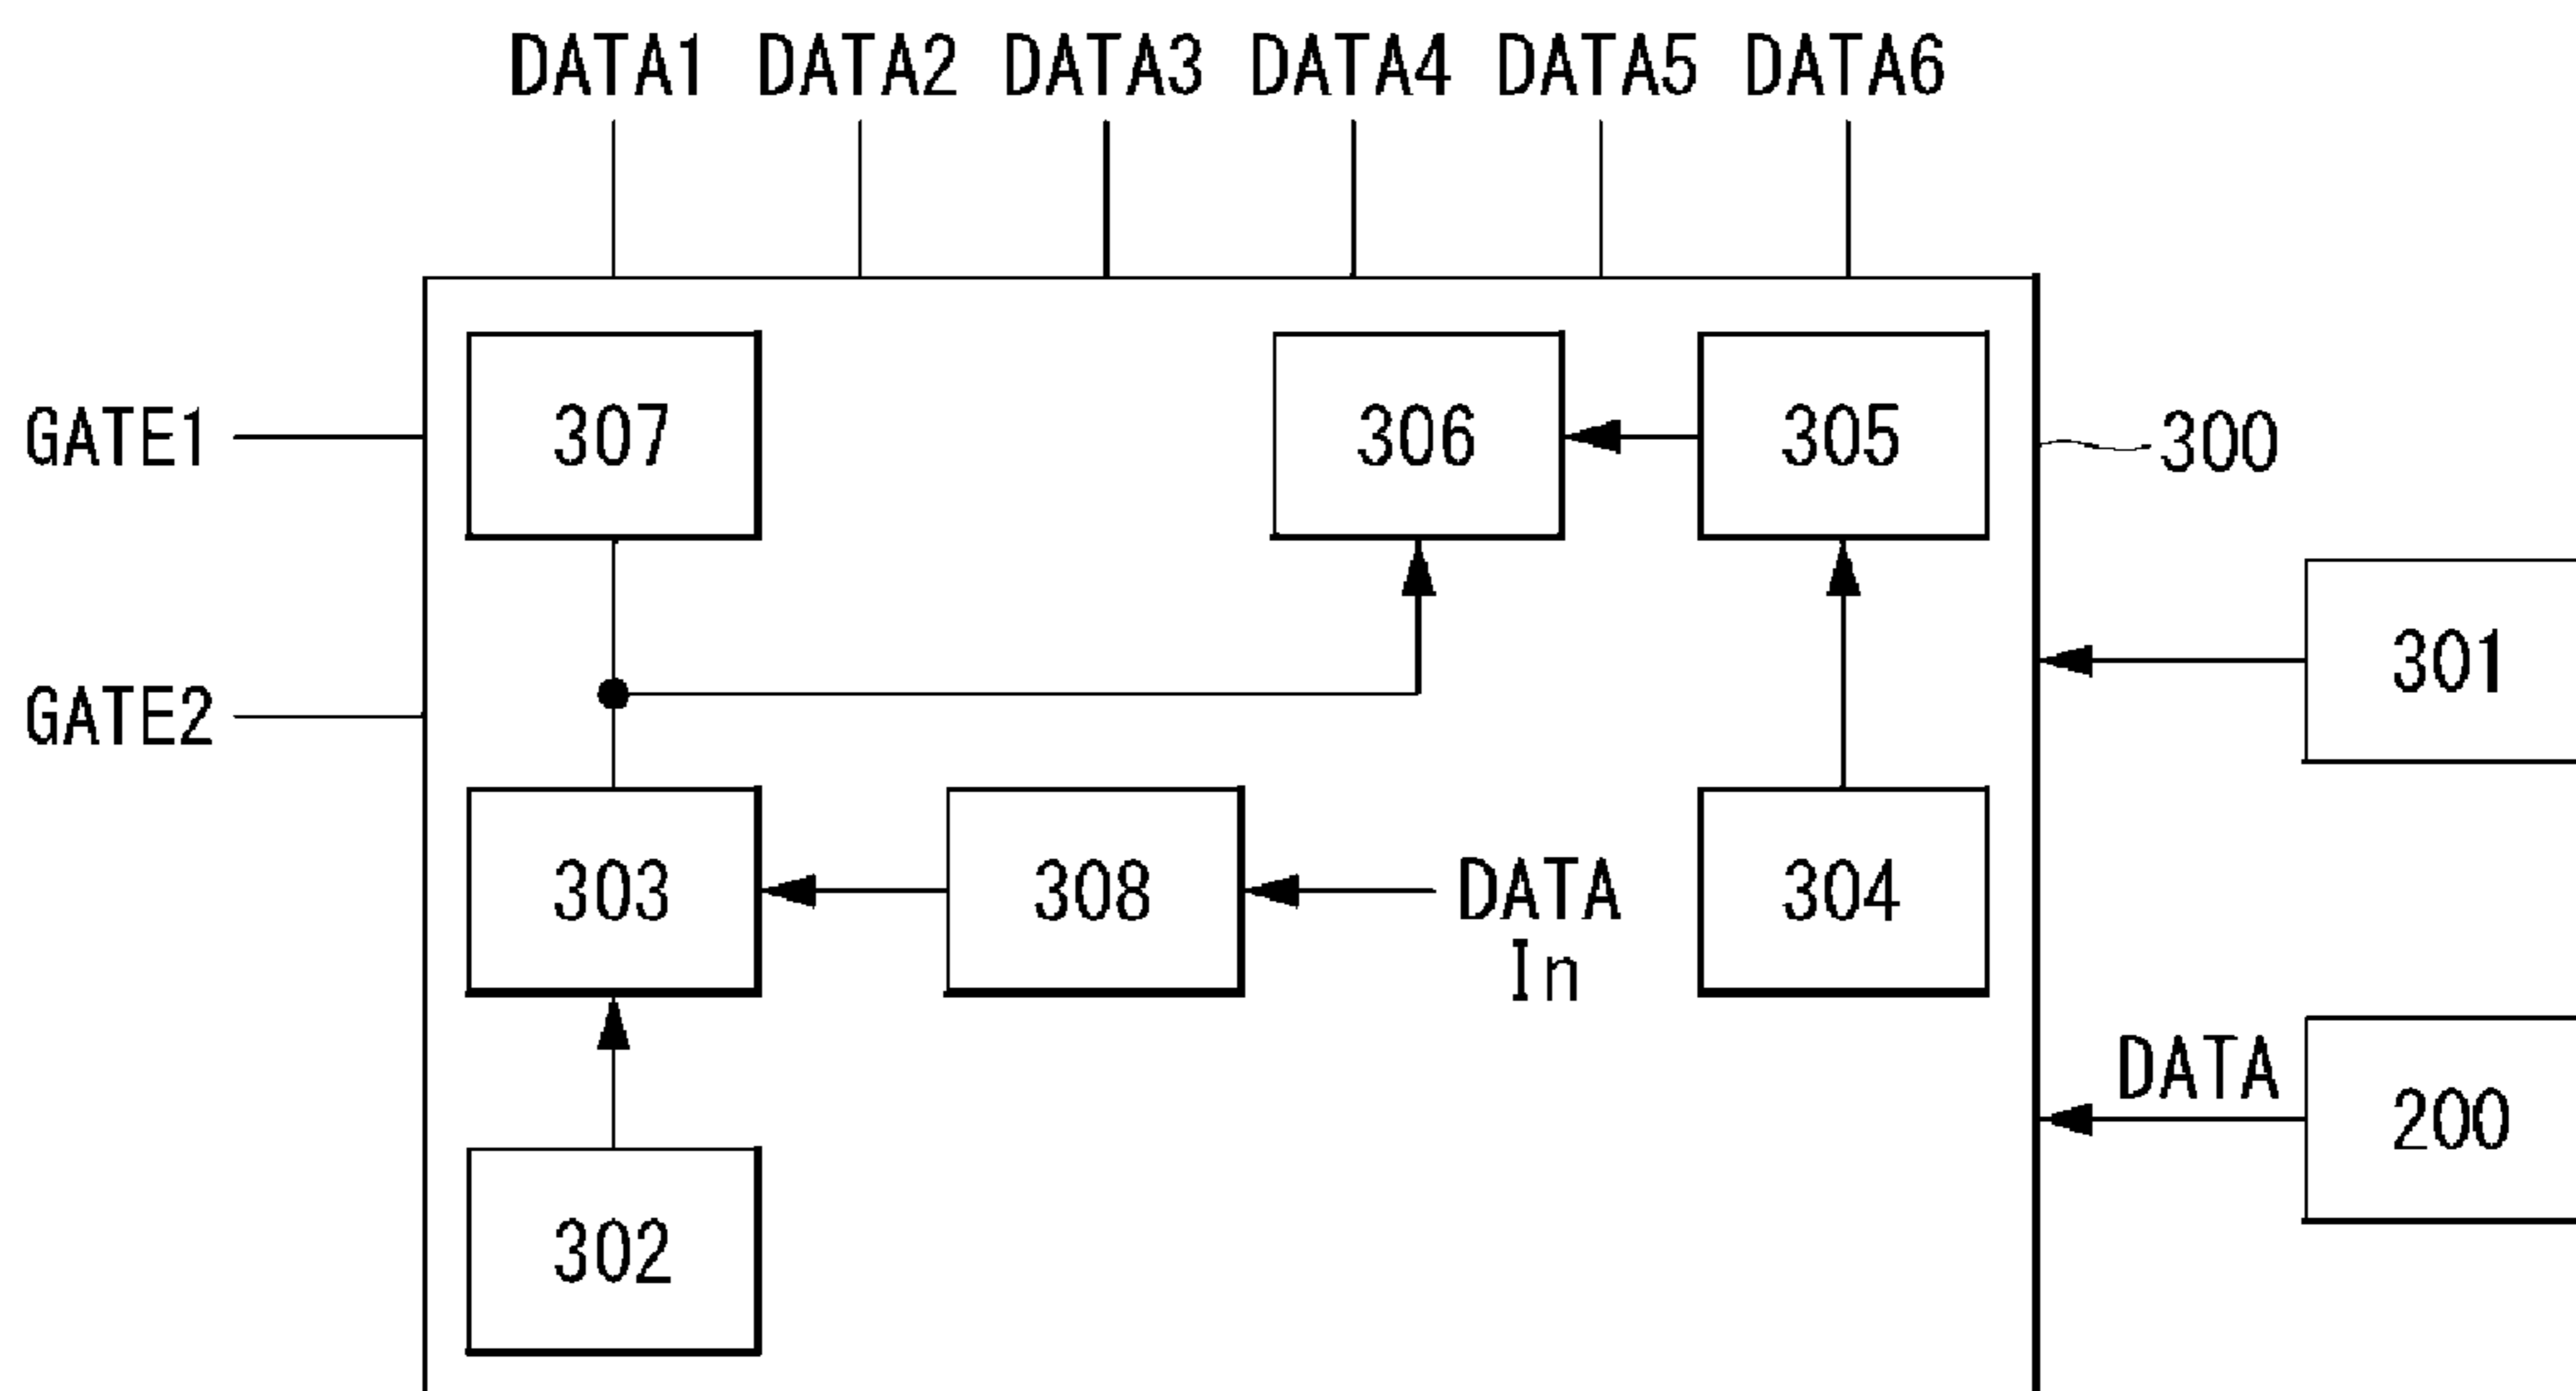 DATA1 DATA2 DATA3 DATA4 DATA5 DATA6
GATE1
307
306
305
300
301
GATE2
303
308
DATA
In
304
DATA
200
302